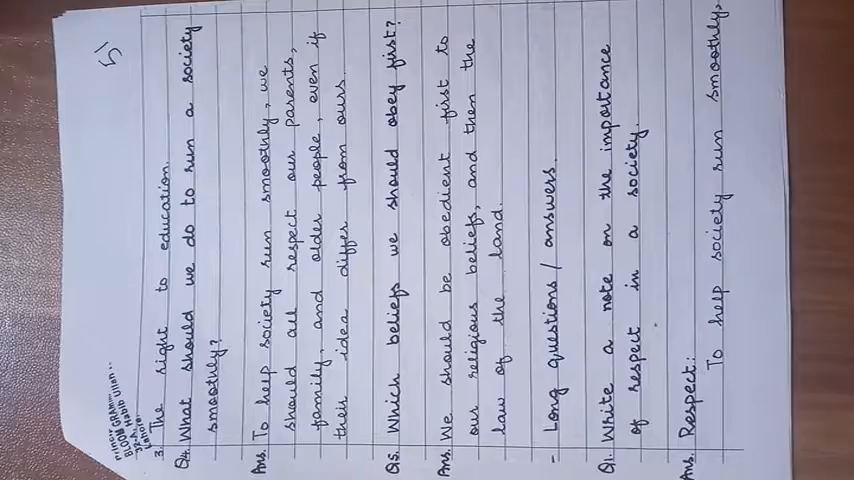 51
3. The right to education.
Q4. What should we do to run a society
smoothly?
Ans. To help society run smoothly, we
should all respect our parents,
family, and older people, even if
their idea differ from ours.
Q5. Which beliefs we should obey first?
Ans. We should be obedient first to
our religious beliefs, and then the
law of the land.
- Long questions / answers.
Q1. Write a note on the importance
of respect in a society.
Ans. Respect:
To help society run smoothly,